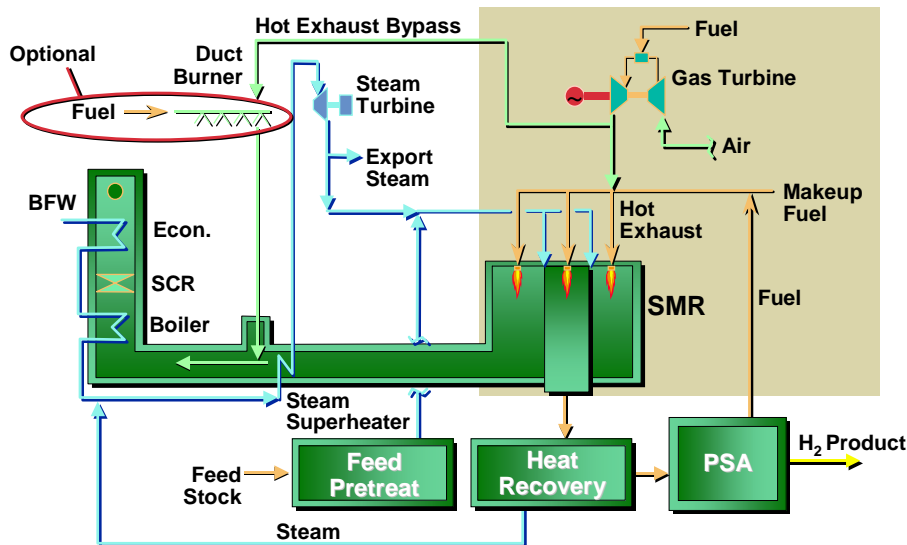 Hot Exhaust Bypass
Fuel
Optional
Duct
Burner
Steam
Turbine
Gas Turbine
Fuel
Air
Export
Steam
BFW
Econ.
Hot
Exhaust
Makeup
Fuel
SCR
Boiler
SMR
Fuel
Steam
Superheater
Feed
Stock
Feed
Pretreat
Heat
Recovery
PSA
H2 Product
Steam